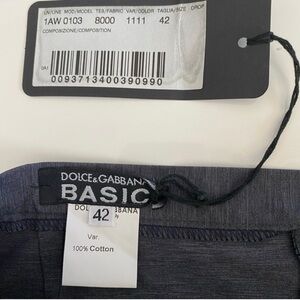 LIN/LINE MOD/MODEL TES/FABRIC VAR/COLOR TAGLIA/SIZE DROP
1AW 0103 8000 1111 42
COMPOSIZIONE/COMPOSITION
0093713400390990
DOLCE&GABBANA
BASIC
42
Var.
100% Cotton